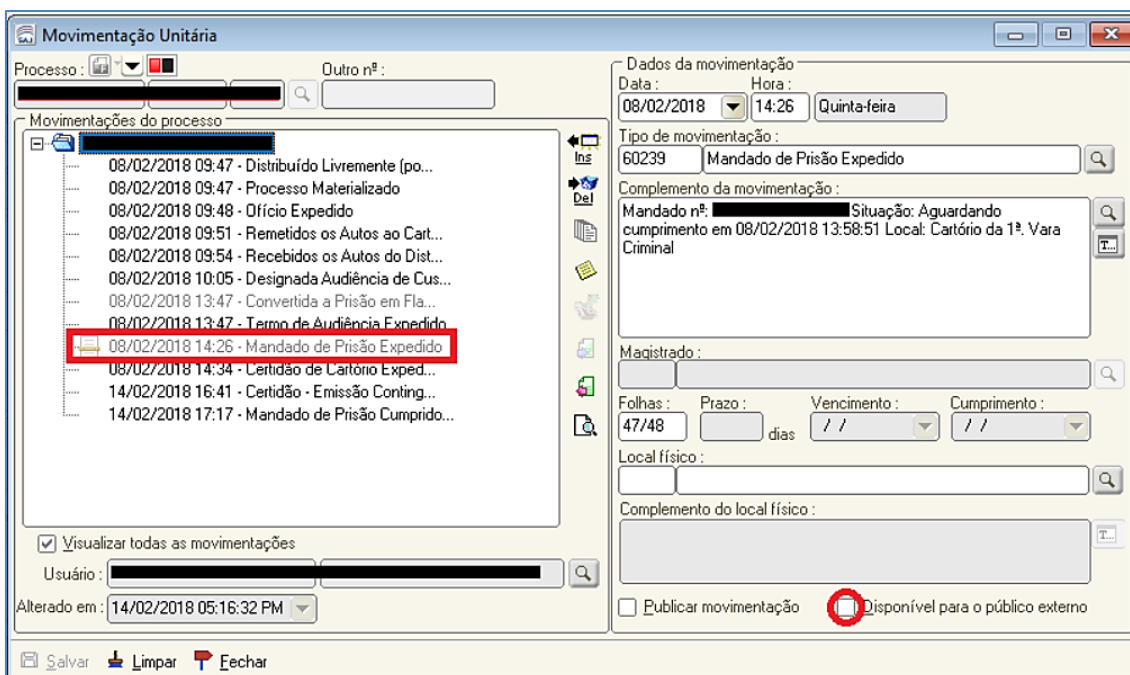 Movimentação Unitária
Processo :
Outro nº :
Movimentações do processo
08/02/2018 09:47 - Distribuído Livremente (po...
08/02/2018 09:47 - Processo Materializado
08/02/2018 09:48 - Ofício Expedido
08/02/2018 09:51 - Remetidos os Autos ao Cart...
08/02/2018 09:54 - Recebidos os Autos do Dist...
08/02/2018 10:05 - Designada Audiência de Cus...
08/02/2018 13:47 - Convertida a Prisão em Fla...
08/02/2018 13:47 - Termo de Audiência Expedido
08/02/2018 14:26 - Mandado de Prisão Expedido
08/02/2018 14:34 - Certidão de Cartório Exped...
14/02/2018 16:41 - Certidão - Emissão Conting...
14/02/2018 17:17 - Mandado de Prisão Cumprido...
Visualizar todas as movimentações
Usuário :
Alterado em : 14/02/2018 05:16:32 PM
Ins
Del
Dados da movimentação
Data : Hora :
08/02/2018 14:26 Quinta-feira
Tipo de movimentação :
60239 Mandado de Prisão Expedido
Complemento da movimentação :
Mandado nº: Situação: Aguardando
cumprimento em 08/02/2018 13:58:51 Local: Cartório da 1ª. Vara
Criminal
T...
Magistrado :
Folhas : Prazo : Vencimento : Cumprimento :
47/48 dias / / / /
Local físico :
Complemento do local físico :
T...
Publicar movimentação Disponível para o público externo
Salvar Limpar Fechar